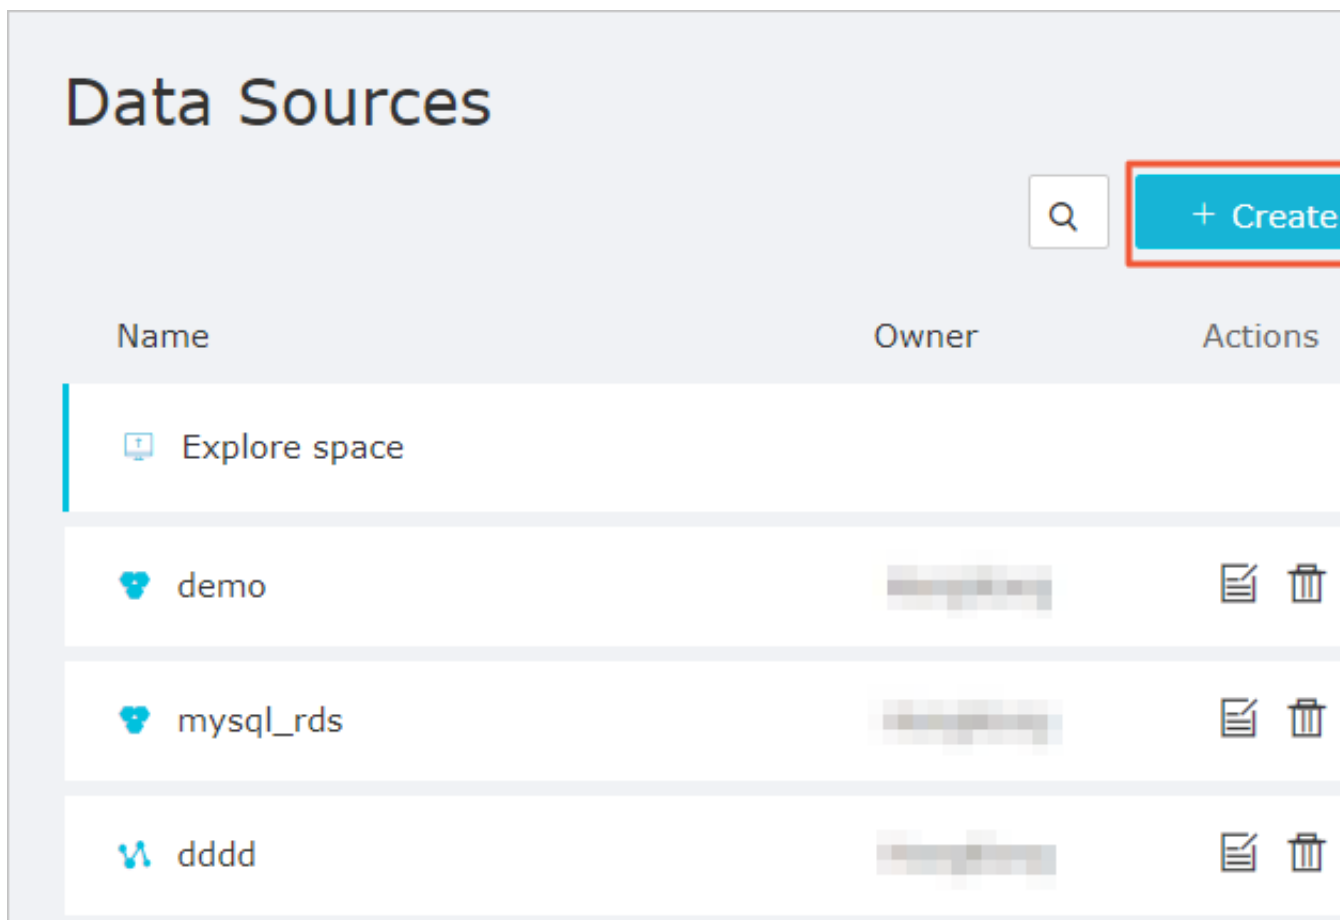 Data Sources
+ Create
Name Owner Actions
Explore space
demo
mysql_rds
dddd